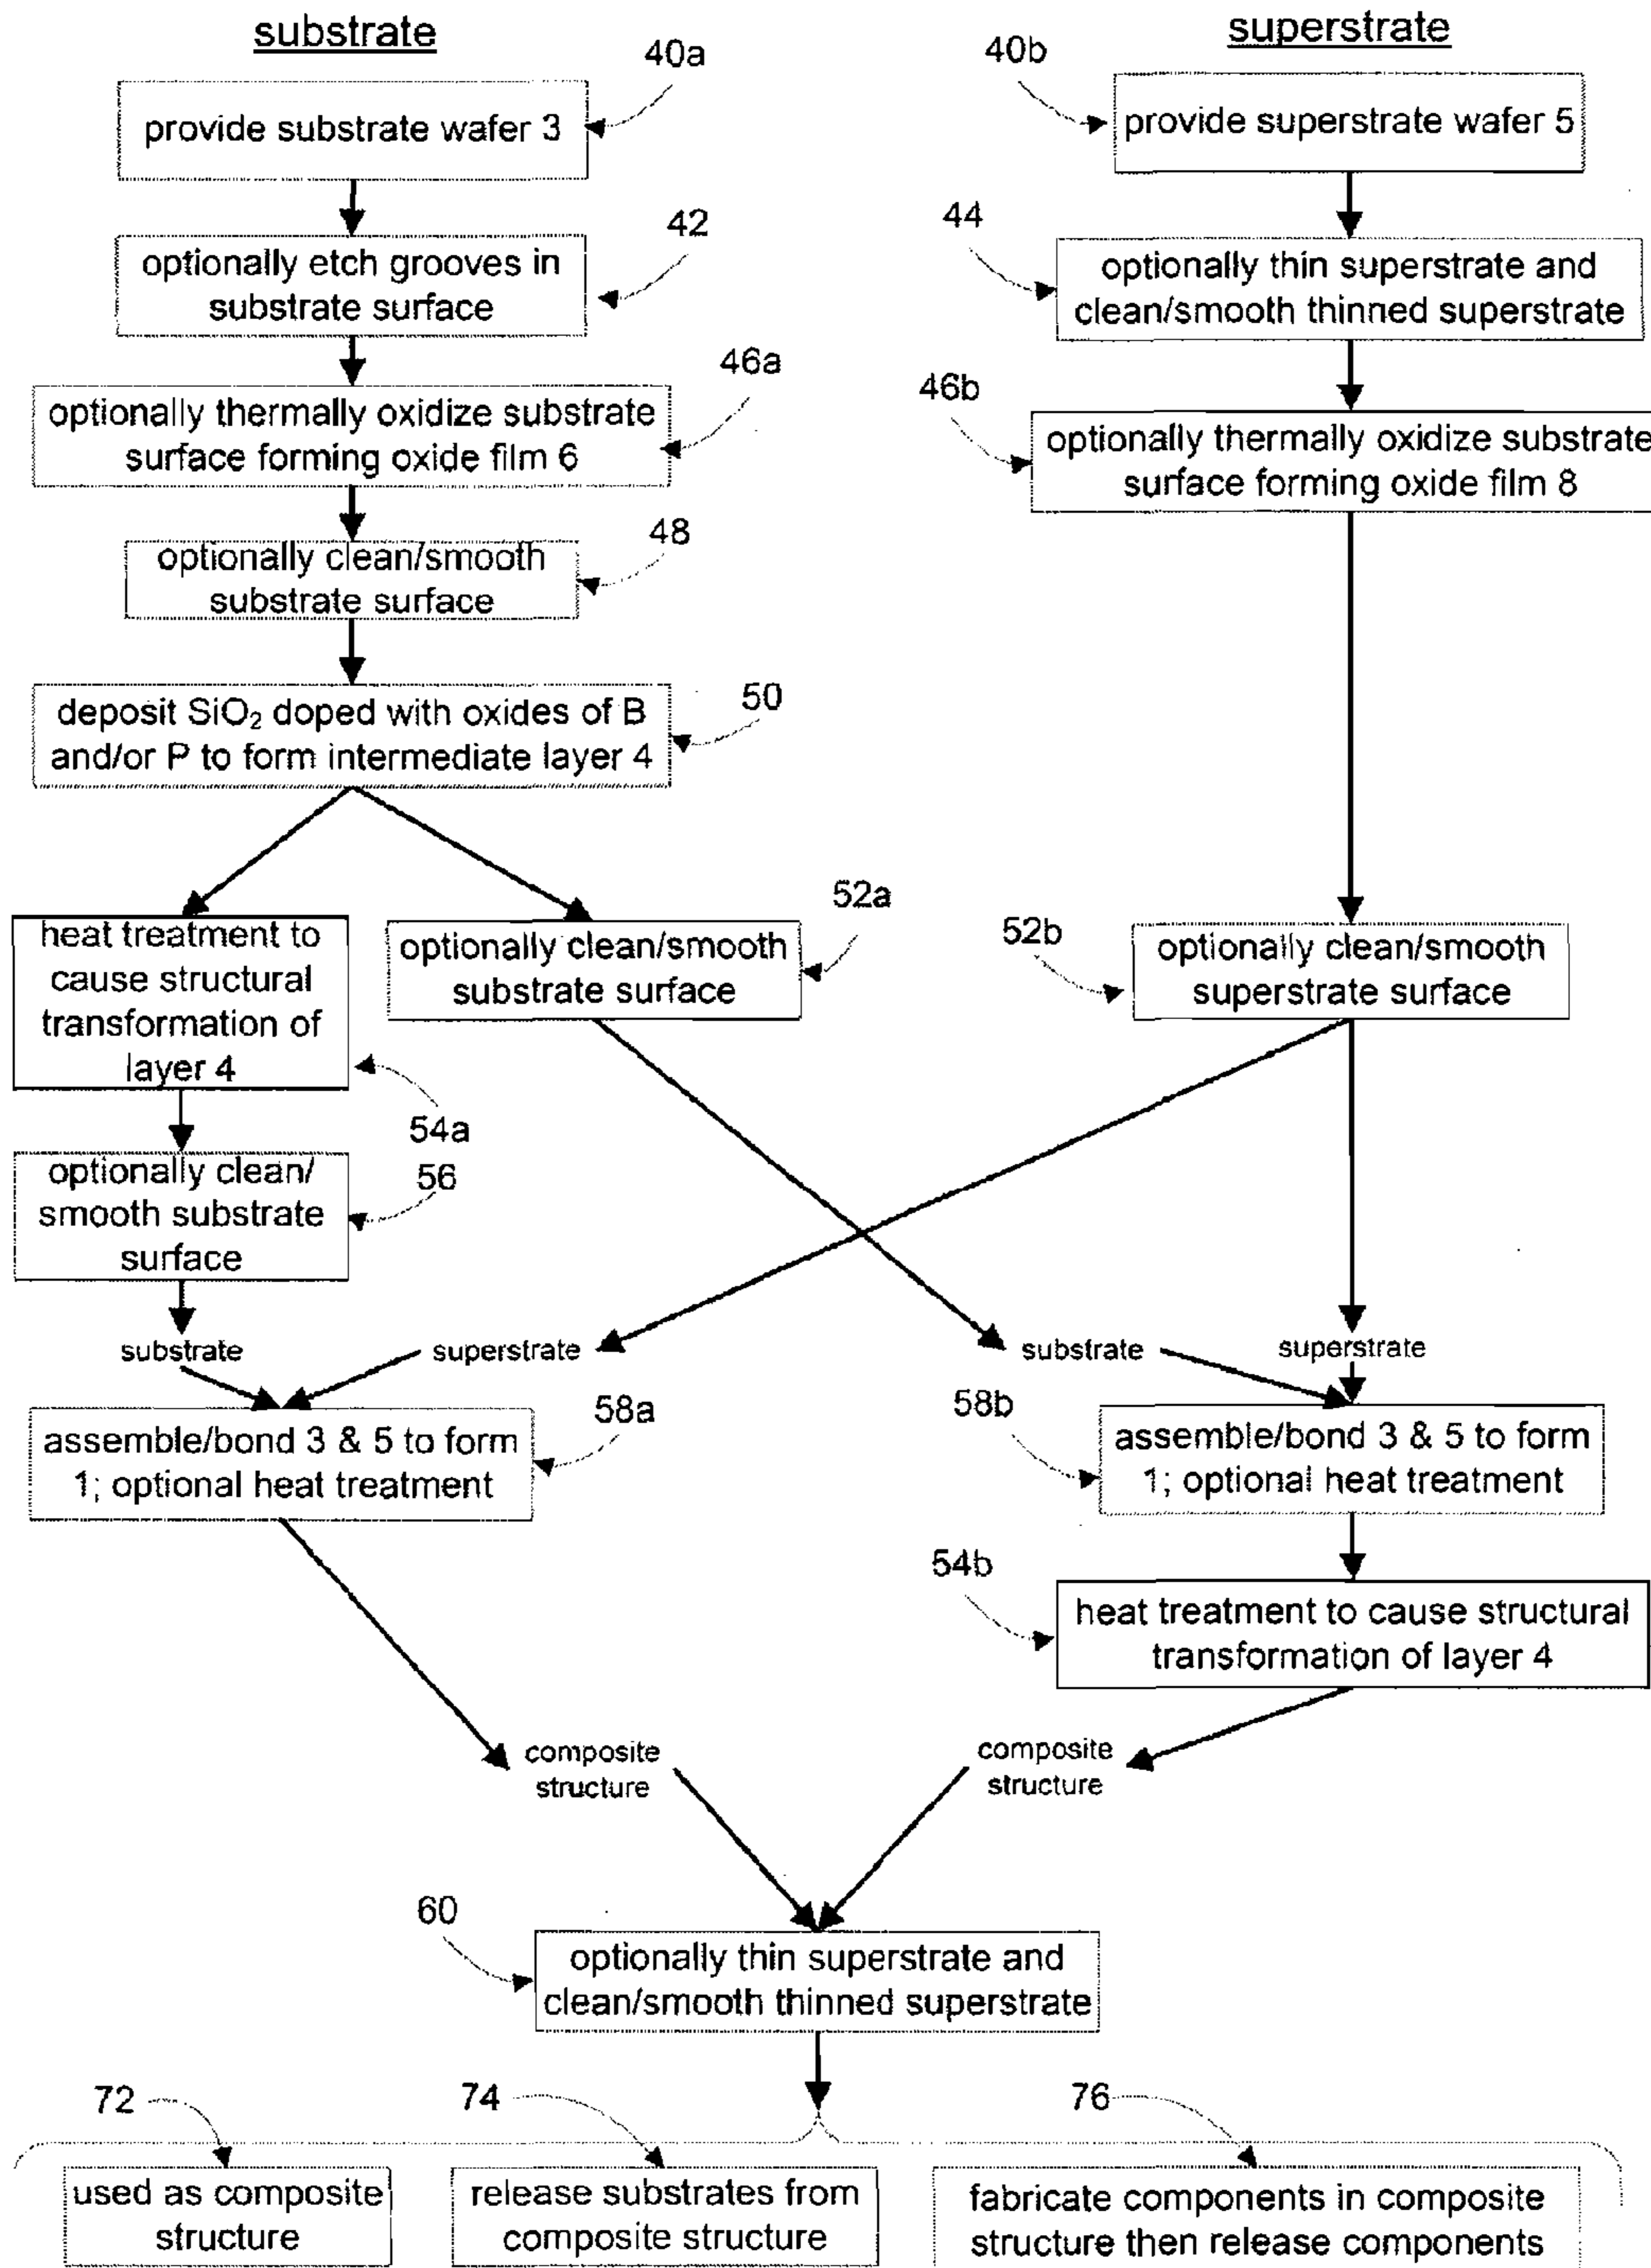 substrate
superstrate
40a
40b
provide substrate wafer 3
provide superstrate wafer 5
42
44
optionally etch grooves in
substrate surface
optionally thin superstrate and
clean/smooth thinned superstrate
46a
46b
optionally thermally oxidize substrate
surface forming oxide film 6
optionally thermally oxidize substrate
surface forming oxide film 8
48
optionally clean/smooth
substrate surface
50
deposit SiO₂ doped with oxides of B
and/or P to form intermediate layer 4
52a
52b
heat treatment to
cause structural
transformation of
layer 4
optionally clean/smooth
substrate surface
optionally clean/smooth
superstrate surface
54a
56
optionally clean/
smooth substrate
surface
substrate
superstrate
substrate
superstrate
58a
58b
assemble/bond 3 & 5 to form
1; optional heat treatment
assemble/bond 3 & 5 to form
1; optional heat treatment
54b
heat treatment to cause structural
transformation of layer 4
composite
structure
composite
structure
60
optionally thin superstrate and
clean/smooth thinned superstrate
72
74
76
used as composite
structure
release substrates from
composite structure
fabricate components in composite
structure then release components